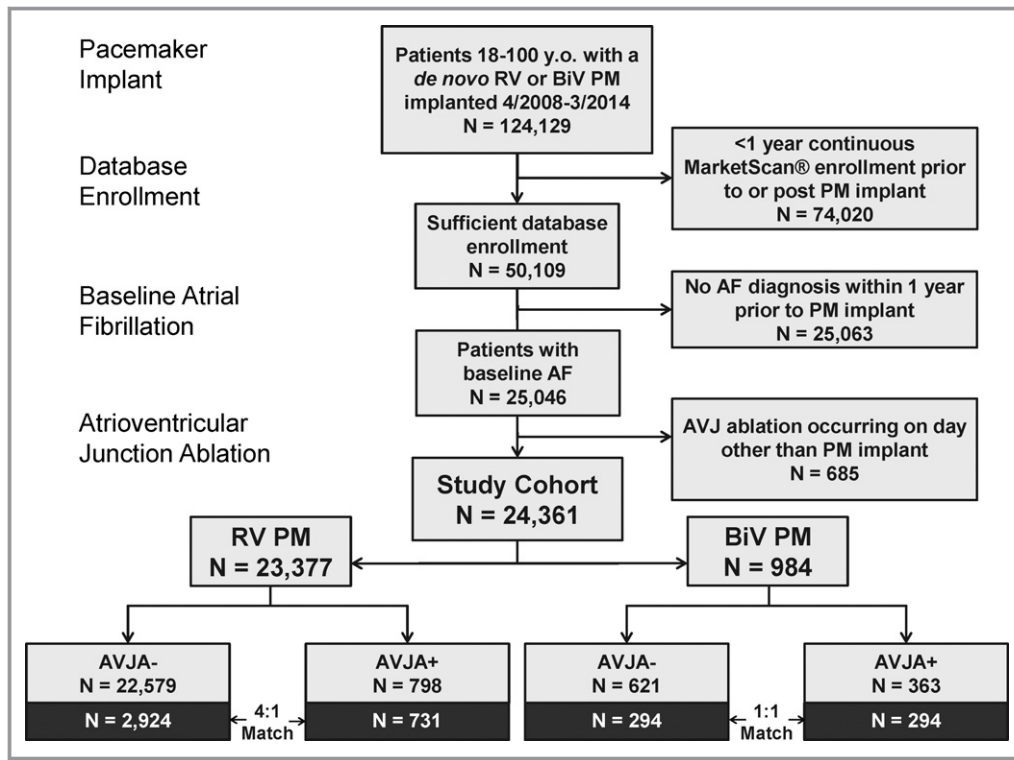 Pacemaker
Implant
Patients 18-100 y.o. with a
de novo RV or BiV PM
implanted 4/2008-3/2014
N = 124,129
Database
Enrollment
<1 year continuous
MarketScan® enrollment prior
to or post PM implant
N = 74,020
Sufficient database
enrollment
N = 50,109
Baseline Atrial
Fibrillation
No AF diagnosis within 1 year
prior to PM implant
N = 25,063
Patients with
baseline AF
N = 25,046
Atrioventricular
Junction Ablation
AVJ ablation occurring on day
other than PM implant
N = 685
Study Cohort
N = 24,361
RV PM
N = 23,377
BiV PM
N = 984
AVJA-
N = 22,579
N = 2,924
4:1
Match
AVJA+
N = 798
N = 731
AVJA-
N = 621
N = 294
1:1
Match
AVJA+
N = 363
N = 294